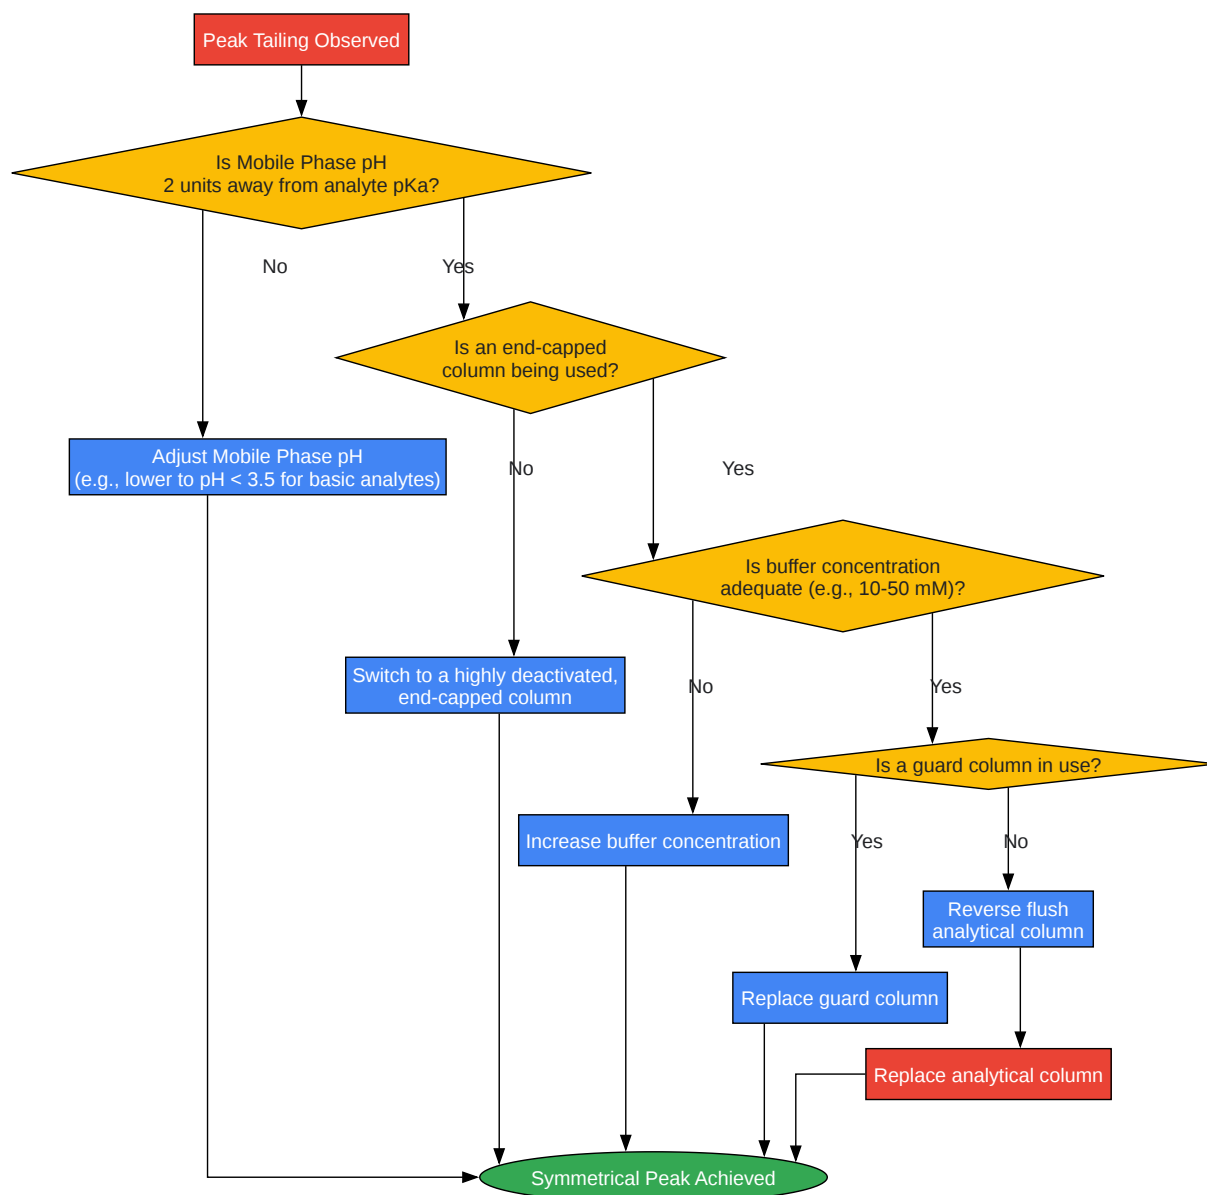 Peak Tailing Observed
Is Mobile Phase pH
2 units away from analyte pKa?
No
Yes
Is an end-capped
column being used?
Adjust Mobile Phase pH
(e.g., lower to pH < 3.5 for basic analytes)
No
Yes
Is buffer concentration
adequate (e.g., 10-50 mM)?
Switch to a highly deactivated,
end-capped column
No
Yes
Is a guard column in use?
Increase buffer concentration
Yes
No
Reverse flush
analytical column
Replace guard column
Replace analytical column
Symmetrical Peak Achieved